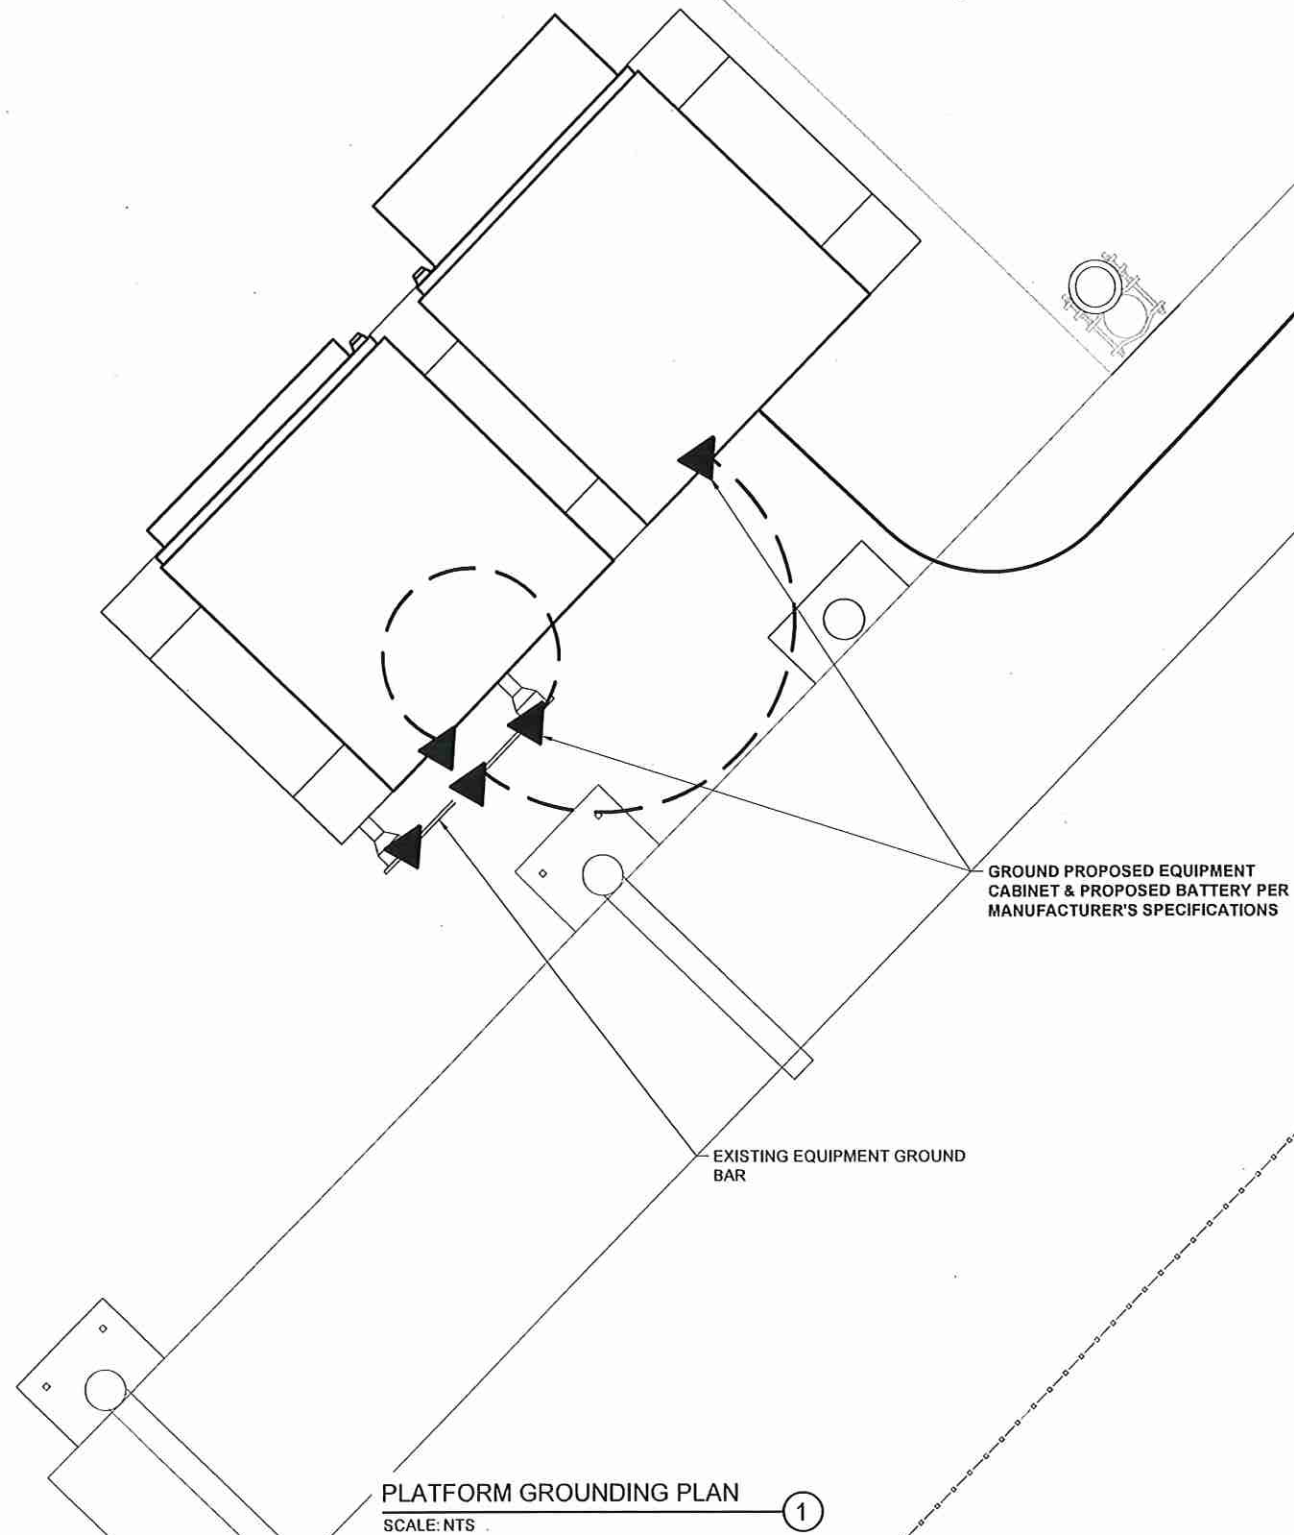 GROUND PROPOSED EQUIPMENT
CABINET & PROPOSED BATTERY PER
MANUFACTURER'S SPECIFICATIONS
EXISTING EQUIPMENT GROUND
BAR
PLATFORM GROUNDING PLAN
1
SCALE: NTS